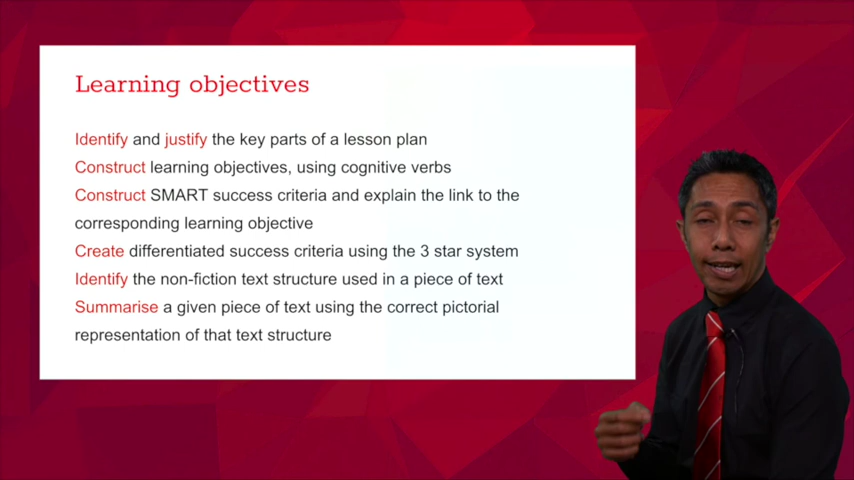 Learning objectives
Identify and justify the key parts of a lesson plan
Construct learning objectives, using cognitive verbs
Construct SMART success criteria and explain the link to the
corresponding learning objective
Create differentiated success criteria using the 3 star system
Identify the non-fiction text structure used in a piece of text
Summarise a given piece of text using the correct pictorial
representation of that text structure